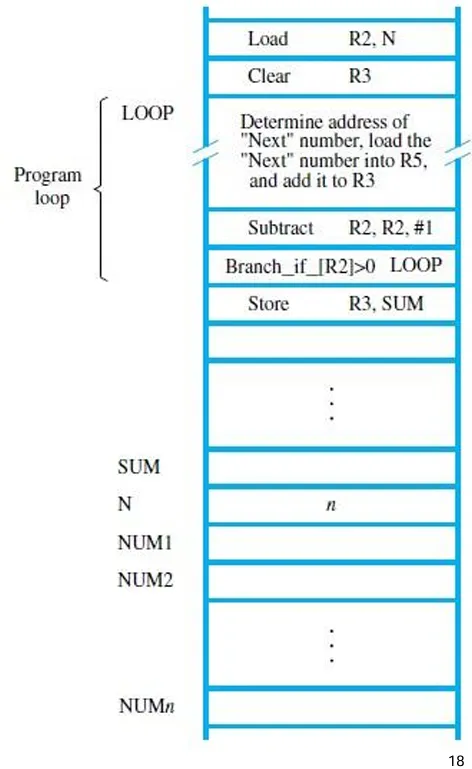 Load R2, N
Clear R3
LOOP
Determine address of
"Next" number, load the
"Next" number into R5,
and add it to R3
Program
loop
Subtract R2, R2, #1
Branch_if_[R2]>0 LOOP
Store R3, SUM
SUM
N n
NUM1
NUM2
NUMn
18